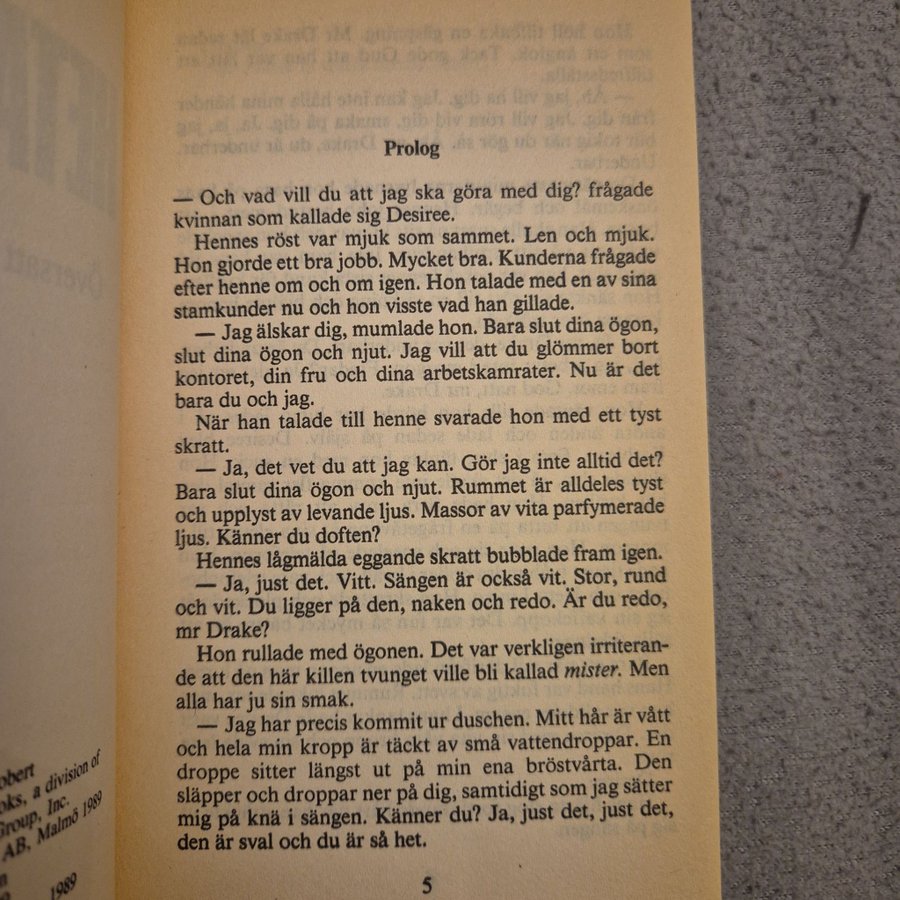 Prolog
— Och vad vill du att jag ska göra med dig? frågade
kvinnan som kallade sig Desiree.
Hennes röst var mjuk som sammet. Len och mjuk.
Hon gjorde ett bra jobb. Mycket bra. Kunderna frågade
efter henne om och om igen. Hon talade med en av sina
stamkunder nu och hon visste vad han gillade.
— Jag älskar dig, mumlade hon. Bara slut dina ögon,
slut dina ögon och njut. Jag vill att du glömmer bort
kontoret, din fru och dina arbetskamrater. Nu är det
bara du och jag.
När han talade till henne svarade hon med ett tyst
skratt.
— Ja, det vet du att jag kan. Gör jag inte alltid det?
Bara slut dina ögon och njut. Rummet är alldeles tyst
och upplyst av levande ljus. Massor av vita parfymerade
ljus. Känner du doften?
Hennes lågmälda eggande skratt bubblade fram igen.
— Ja, just det. Vitt. Sängen är också vit. Stor, rund
och vit. Du ligger på den, naken och redo. Är du redo,
mr Drake?
Hon rullade med ögonen. Det var verkligen irriteran-
de att den här killen tvunget ville bli kallad mister. Men
alla har ju sin smak.
— Jag har precis kommit ur duschen. Mitt hår är vått
och hela min kropp är täckt av små vattendroppar. En
droppe sitter längst ut på min ena bröstvårta. Den
släpper och droppar ner på dig, samtidigt som jag sätter
mig på knä i sängen. Känner du? Ja, just det, just det,
den är sval och du är så het.
5
obert
oks, a division of
Group, Inc.
AB, Malmö 1989
1989